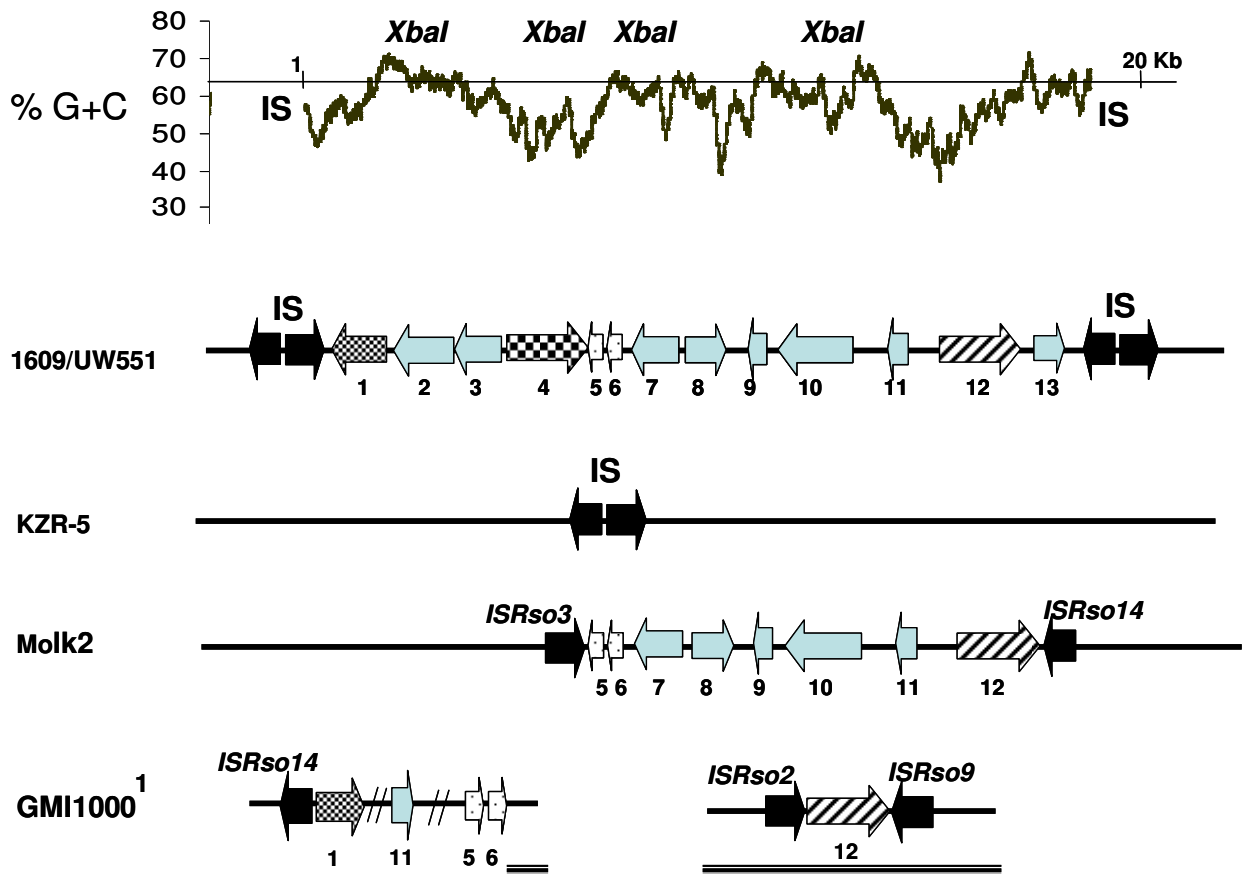 80 XbaI XbaI XbaI XbaI
70 1 20 Kb
% G+C 60 IS IS
50
40
30
IS IS
1609/UW551
1 2 3 4 5 6 7 8 9 10 11 12 13
IS
KZR-5
ISRso3 ISRso14
Molk2
5 6 7 8 9 10 11 12
ISRso14 ISRso2 ISRso9
GMI1000 1
1 11 5 6 12